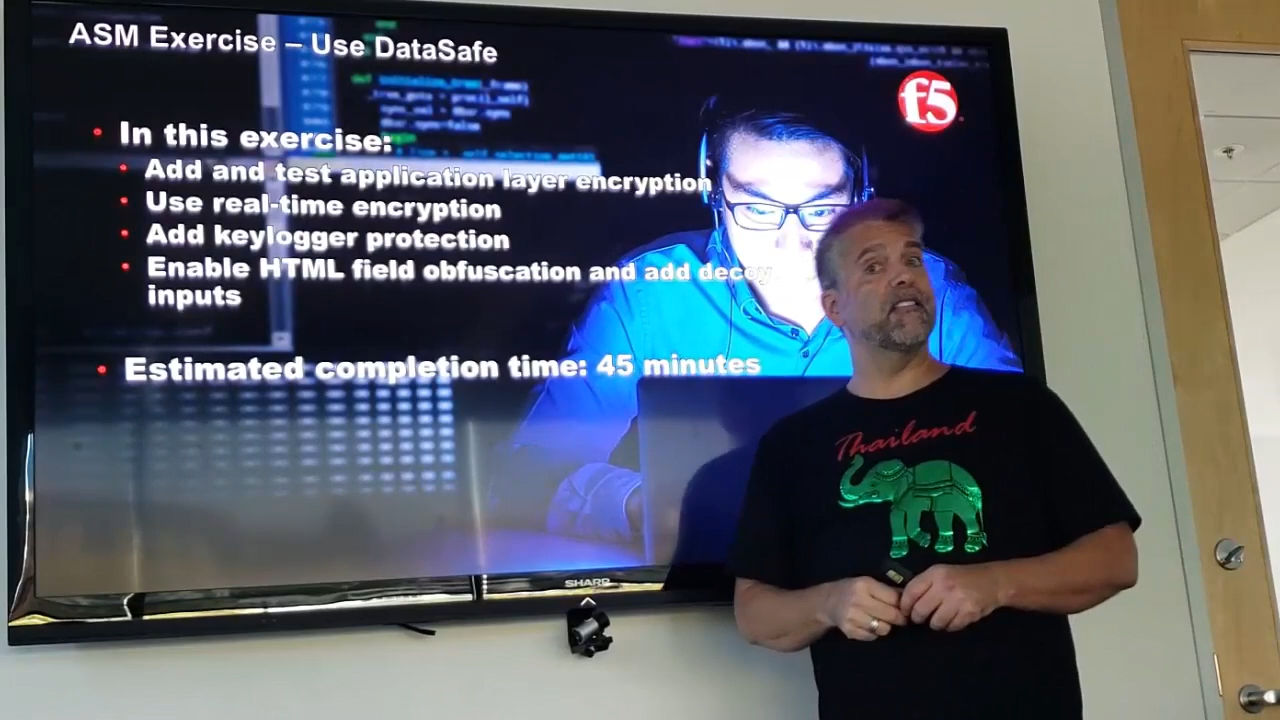 ASM Exercise – Use DataSafe
f5
In this exercise:
Add and test application layer encryption
Use real-time encryption
Add keylogger protection
Enable HTML field obfuscation and add decoy
inputs
Estimated completion time: 45 minutes
Thailand
SHARP